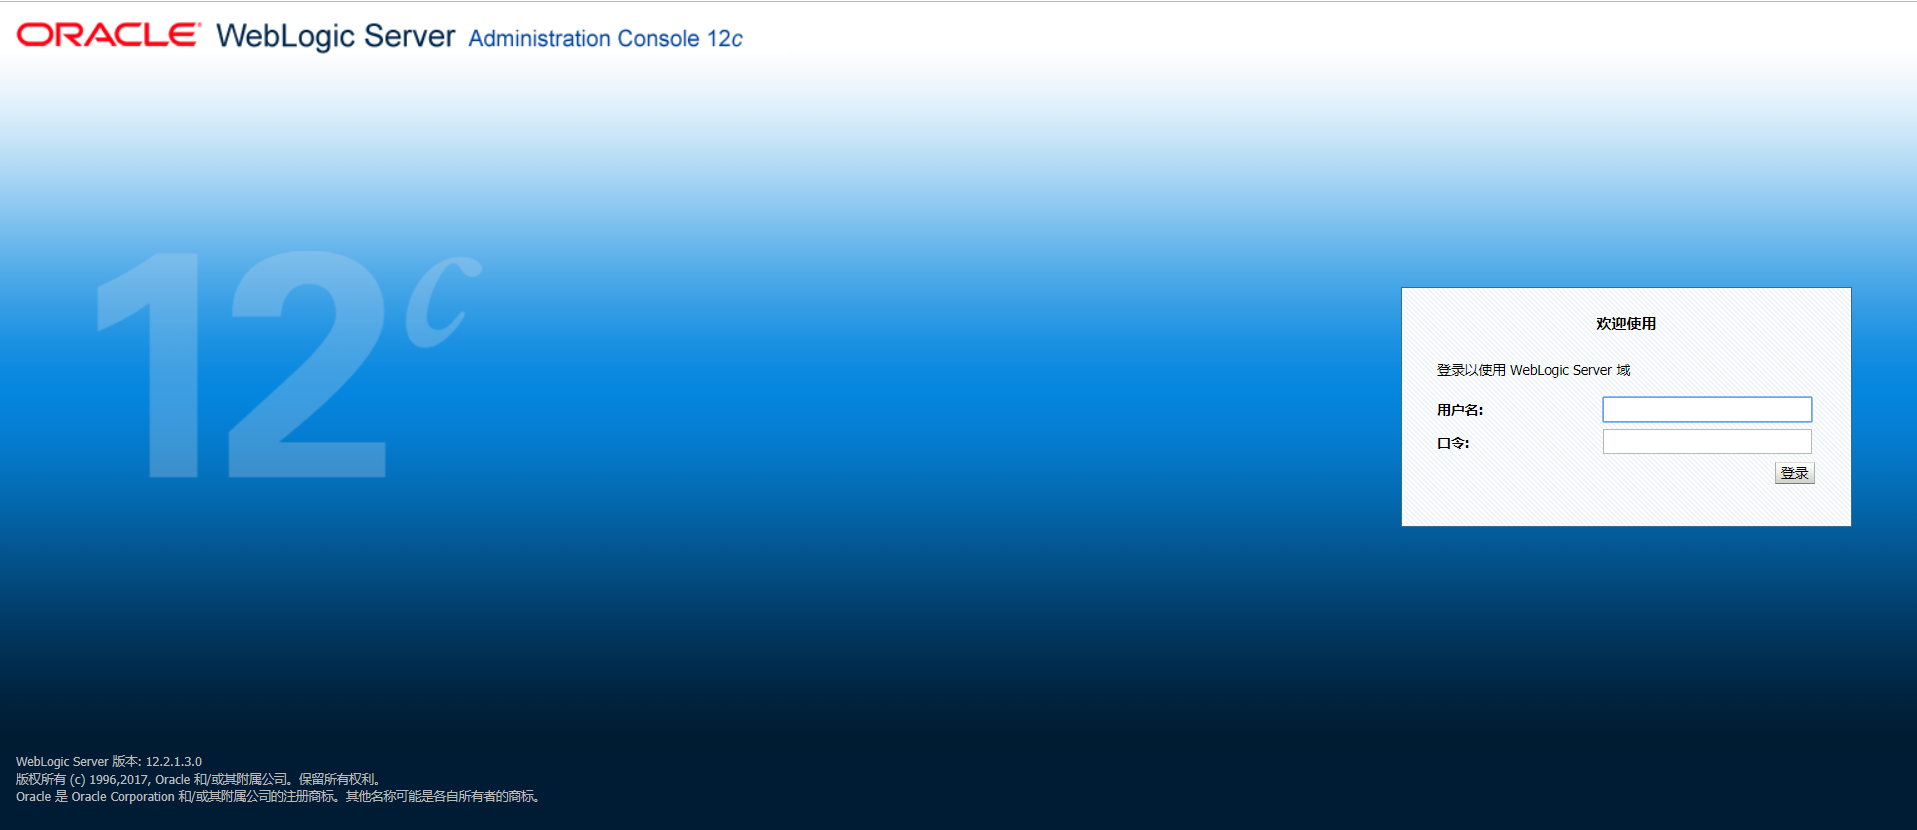 ORACLE WebLogic Server Administration Console 12c
12c
欢迎使用
登录以使用 WebLogic Server 域
用户名:
口令:
登录
WebLogic Server 版本: 12.2.1.3.0
版权所有 (c) 1996,2017, Oracle 和/或其附属公司。保留所有权利。
Oracle 是 Oracle Corporation 和/或其附属公司的注册商标。其他名称可能是各自所有者的商标。